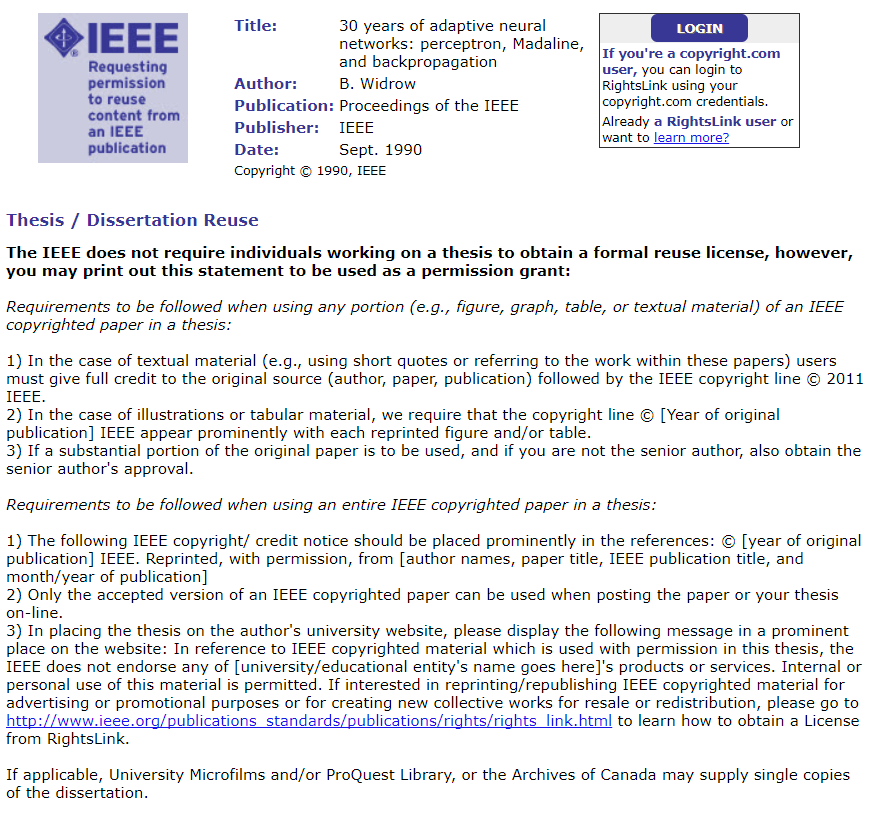 IEEE
®
Requesting
permission
to reuse
content from
an IEEE
publication
Title: 30 years of adaptive neural
networks: perceptron, Madaline,
and backpropagation
Author: B. Widrow
Publication: Proceedings of the IEEE
Publisher: IEEE
Date: Sept. 1990
Copyright © 1990, IEEE
LOGIN
If you're a copyright.com
user, you can login to
RightsLink using your
copyright.com credentials.
Already a RightsLink user or
want to learn more?
Thesis / Dissertation Reuse
The IEEE does not require individuals working on a thesis to obtain a formal reuse license, however,
you may print out this statement to be used as a permission grant:
Requirements to be followed when using any portion (e.g., figure, graph, table, or textual material) of an IEEE
copyrighted paper in a thesis:
1) In the case of textual material (e.g., using short quotes or referring to the work within these papers) users
must give full credit to the original source (author, paper, publication) followed by the IEEE copyright line © 2011
IEEE.
2) In the case of illustrations or tabular material, we require that the copyright line © [Year of original
publication] IEEE appear prominently with each reprinted figure and/or table.
3) If a substantial portion of the original paper is to be used, and if you are not the senior author, also obtain the
senior author's approval.
Requirements to be followed when using an entire IEEE copyrighted paper in a thesis:
1) The following IEEE copyright/ credit notice should be placed prominently in the references: © [year of original
publication] IEEE. Reprinted, with permission, from [author names, paper title, IEEE publication title, and
month/year of publication]
2) Only the accepted version of an IEEE copyrighted paper can be used when posting the paper or your thesis
on-line.
3) In placing the thesis on the author's university website, please display the following message in a prominent
place on the website: In reference to IEEE copyrighted material which is used with permission in this thesis, the
IEEE does not endorse any of [university/educational entity's name goes here]'s products or services. Internal or
personal use of this material is permitted. If interested in reprinting/republishing IEEE copyrighted material for
advertising or promotional purposes or for creating new collective works for resale or redistribution, please go to
http://www.ieee.org/publications_standards/publications/rights/rights_link.html to learn how to obtain a License
from RightsLink.
If applicable, University Microfilms and/or ProQuest Library, or the Archives of Canada may supply single copies
of the dissertation.